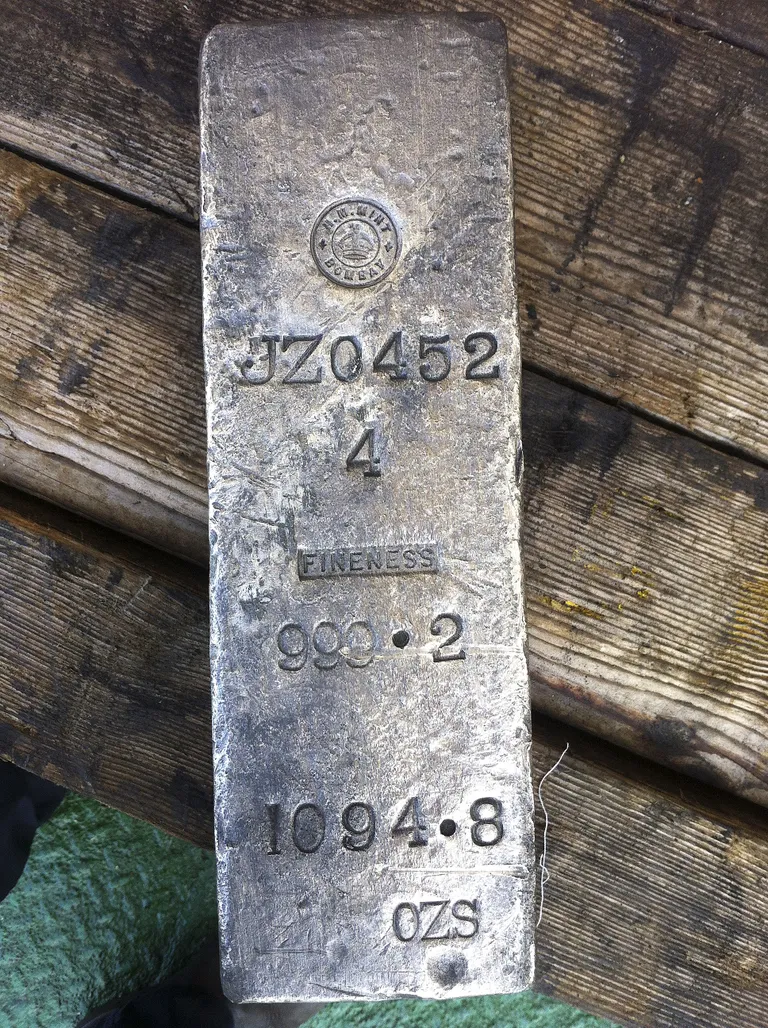 H.M. MINT
BOMBAY
JZ0452
4
FINENESS
999·2
1094·8
OZS